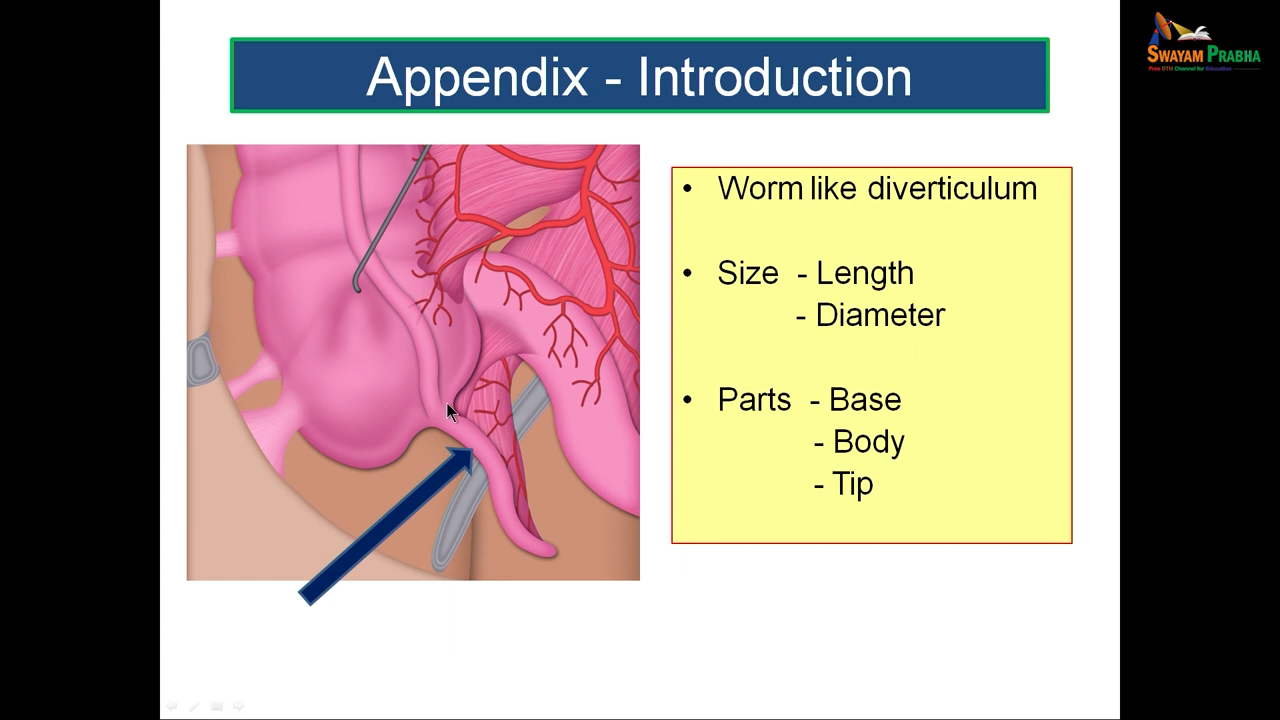 SWAYAM PRABHA
Free DTH Channel for Education
Appendix - Introduction
• Worm like diverticulum
• Size - Length
- Diameter
• Parts - Base
- Body
- Tip